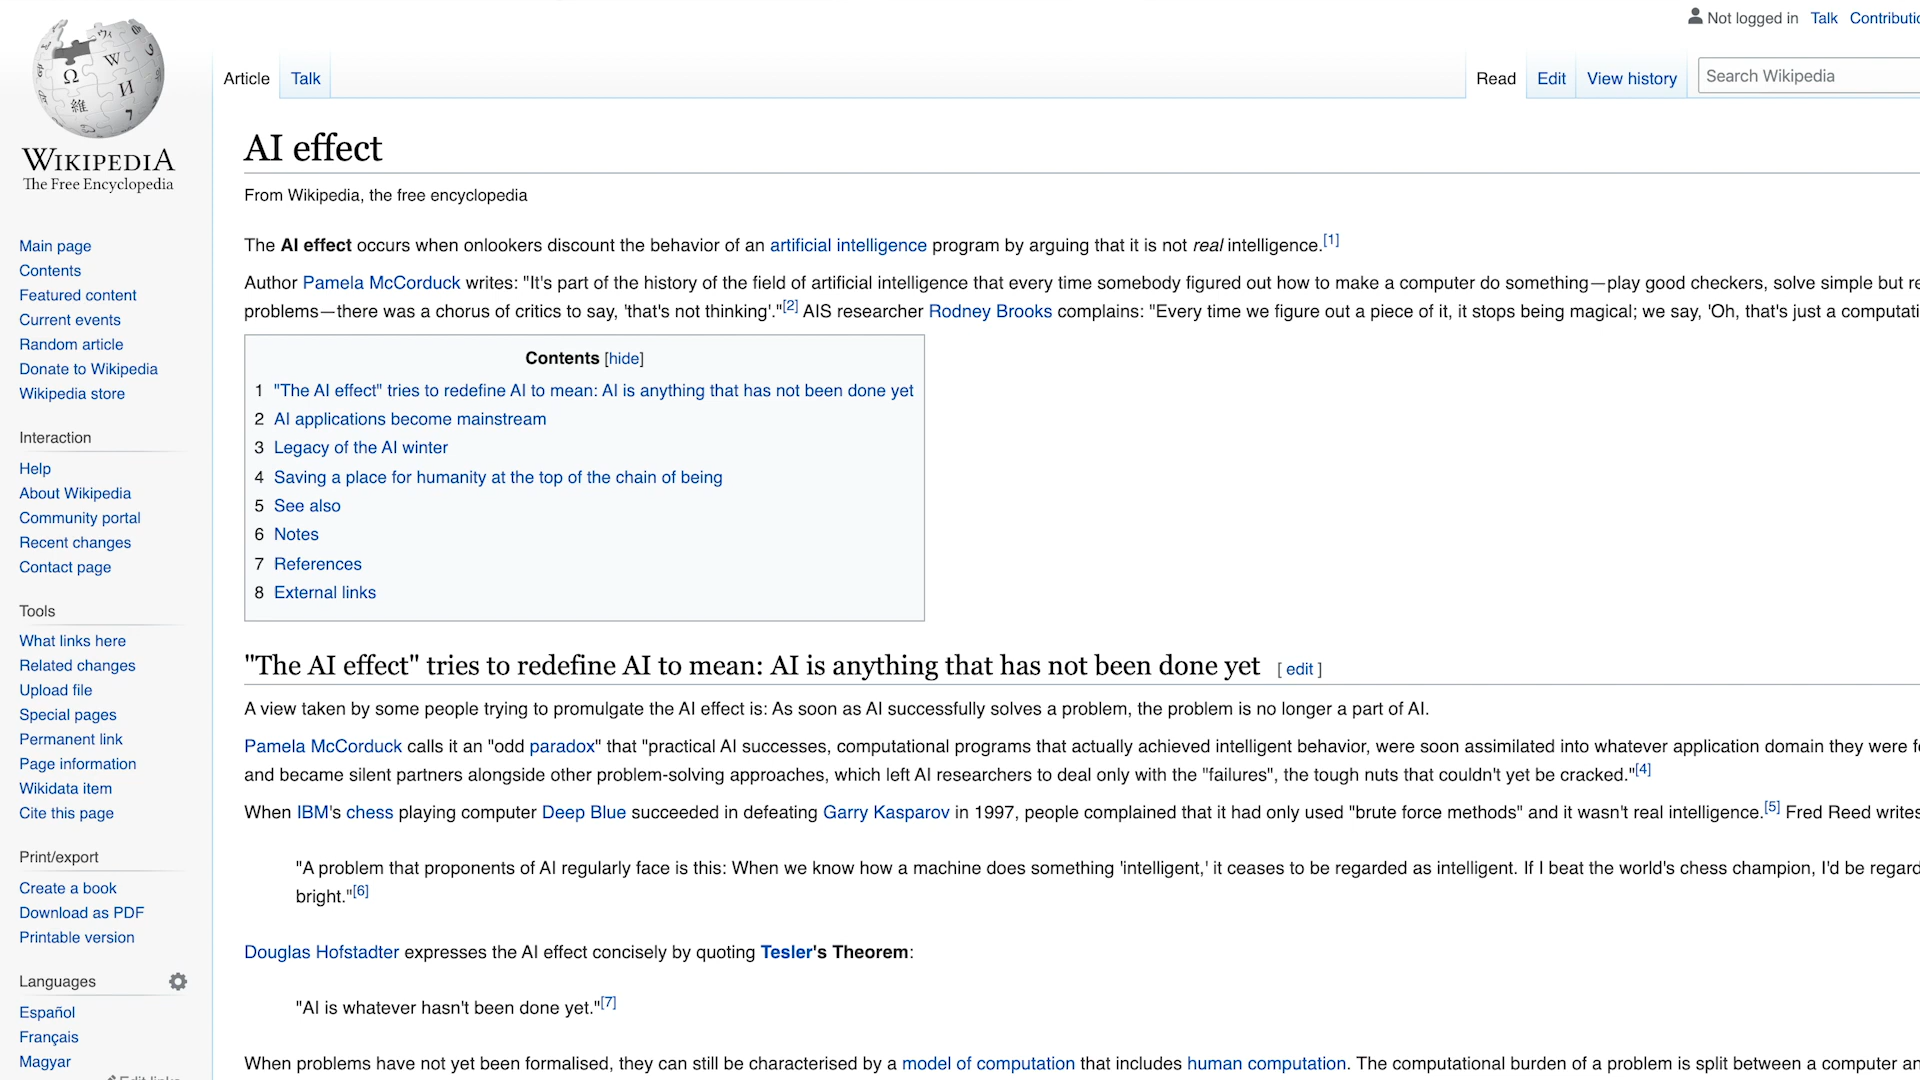 Not logged in Talk
Article Talk Read Edit View history Search Wikipedia
WIKIPEDIA
The Free Encyclopedia
Main page
Contents
Featured content
Current events
Random article
Donate to Wikipedia
Wikipedia store
Interaction
Help
About Wikipedia
Community portal
Recent changes
Contact page
Tools
What links here
Related changes
Upload file
Special pages
Permanent link
Page information
Wikidata item
Cite this page
Print/export
Create a book
Download as PDF
Printable version
Languages
Español
Français
Magyar
AI effect
From Wikipedia, the free encyclopedia
The AI effect occurs when onlookers discount the behavior of an artificial intelligence program by arguing that it is not real intelligence.[1]
Author Pamela McCorduck writes: "It's part of the history of the field of artificial intelligence that every time somebody figured out how to make a computer do something—play good checkers, solve simple but
problems—there was a chorus of critics to say, 'that's not thinking'."[2] AIS researcher Rodney Brooks complains: "Every time we figure out a piece of it, it stops being magical; we say, 'Oh, that's just a
Contents [hide]
1 "The AI effect" tries to redefine AI to mean: AI is anything that has not been done yet
2 AI applications become mainstream
3 Legacy of the AI winter
4 Saving a place for humanity at the top of the chain of being
5 See also
6 Notes
7 References
8 External links
"The AI effect" tries to redefine AI to mean: AI is anything that has not been done yet [ edit ]
A view taken by some people trying to promulgate the AI effect is: As soon as AI successfully solves a problem, the problem is no longer a part of AI.
Pamela McCorduck calls it an "odd paradox" that "practical AI successes, computational programs that actually achieved intelligent behavior, were soon assimilated into whatever application domain they were
and became silent partners alongside other problem-solving approaches, which left AI researchers to deal only with the "failures", the tough nuts that couldn't yet be cracked."[4]
When IBM's chess playing computer Deep Blue succeeded in defeating Garry Kasparov in 1997, people complained that it had only used "brute force methods" and it wasn't real intelligence.[5] Fred Reed writes
"A problem that proponents of AI regularly face is this: When we know how a machine does something 'intelligent,' it ceases to be regarded as intelligent. If I beat the world's chess champion, I'd be
bright."[6]
Douglas Hofstadter expresses the AI effect concisely by quoting Tesler's Theorem:
"AI is whatever hasn't been done yet."[7]
When problems have not yet been formalised, they can still be characterised by a model of computation that includes human computation. The computational burden of a problem is split between a computer